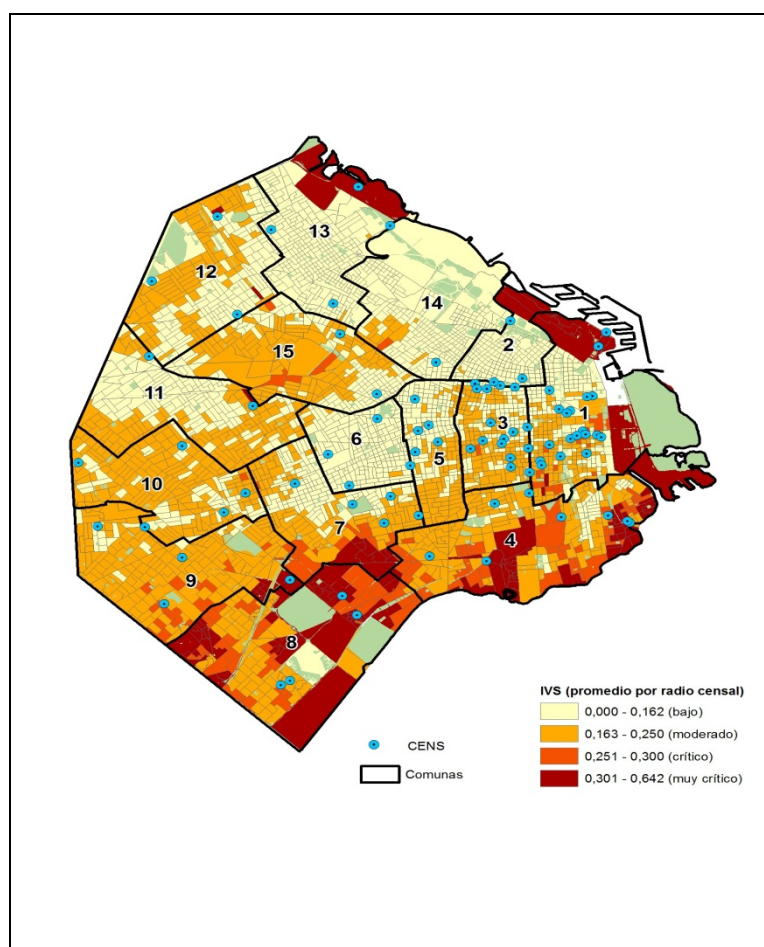 13
12
14
15
2
11
3
1
6
5
10
7
4
9
8
IVS (promedio por radio censal)
0,000 - 0,162 (bajo)
0,163 - 0,250 (moderado)
0,251 - 0,300 (crítico)
0,301 - 0,642 (muy crítico)
CENS
Comunas